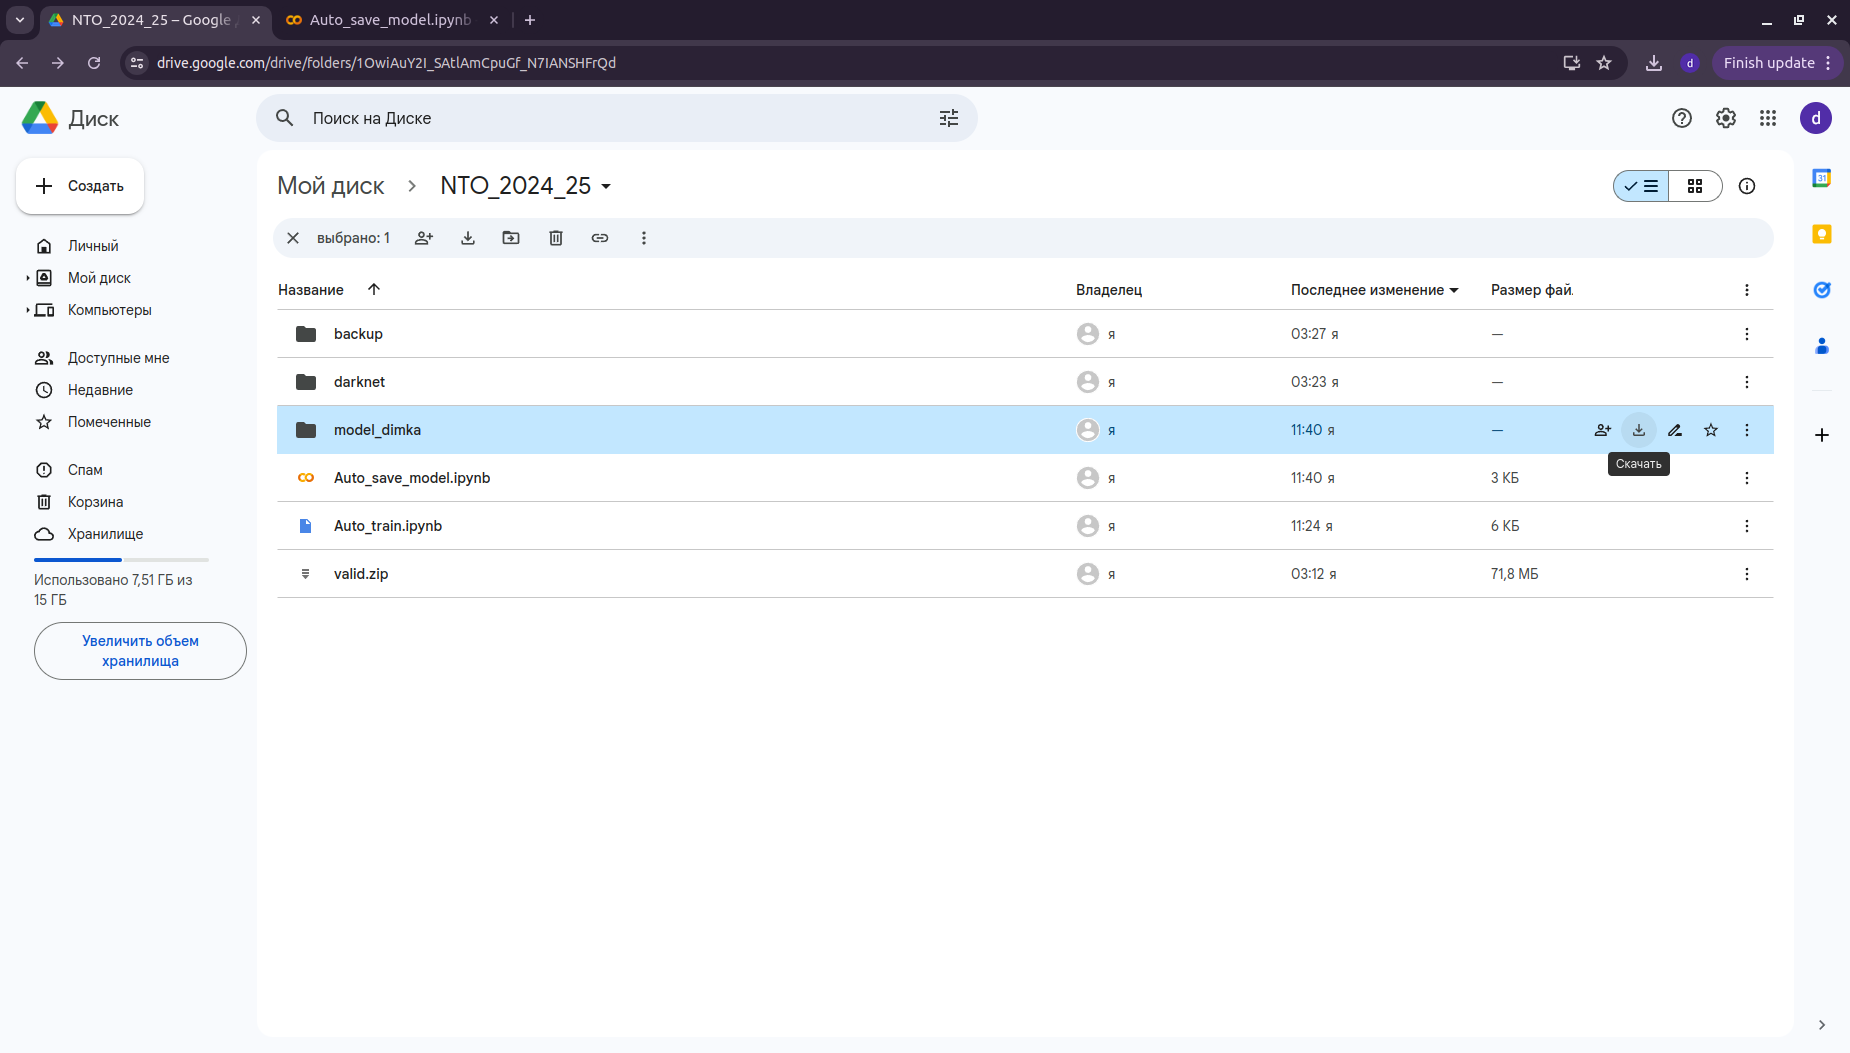 NTO_2024_25 – Google
Auto_save_model.ipynb
drive.google.com/drive/folders/1OwiAuY2I_SAtlAmCpuGf_N7IANSHFrQd
d
Finish update
Диск
Поиск на Диске
d
Создать
Мой диск
NTO_2024_25
31
выбрано: 1
Личный
Мой диск
Компьютеры
Доступные мне
Недавние
Помеченные
Спам
Корзина
Хранилище
Использовано 7,51 ГБ из
15 ГБ
Увеличить объем
хранилища
Название Владелец Последнее изменение Размер фай.
backup я 03:27 я —
darknet я 03:23 я —
model_dimka я 11:40 я —
Скачать
Auto_save_model.ipynb я 11:40 я 3 КБ
Auto_train.ipynb я 11:24 я 6 КБ
valid.zip я 03:12 я 71,8 МБ